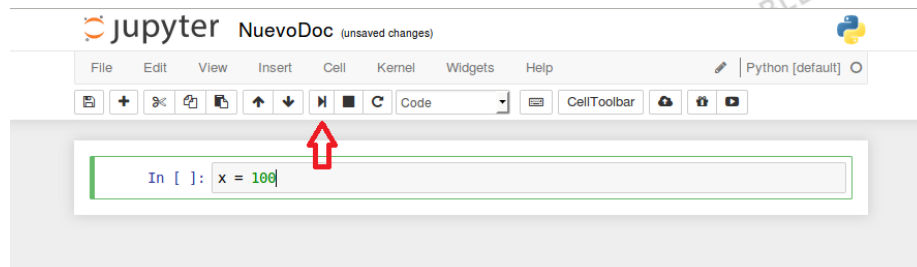 jupyter NuevoDoc (unsaved changes)
File Edit View Insert Cell Kernel Widgets Help Python [default]
Code CellToolbar
In [ ]: x = 100